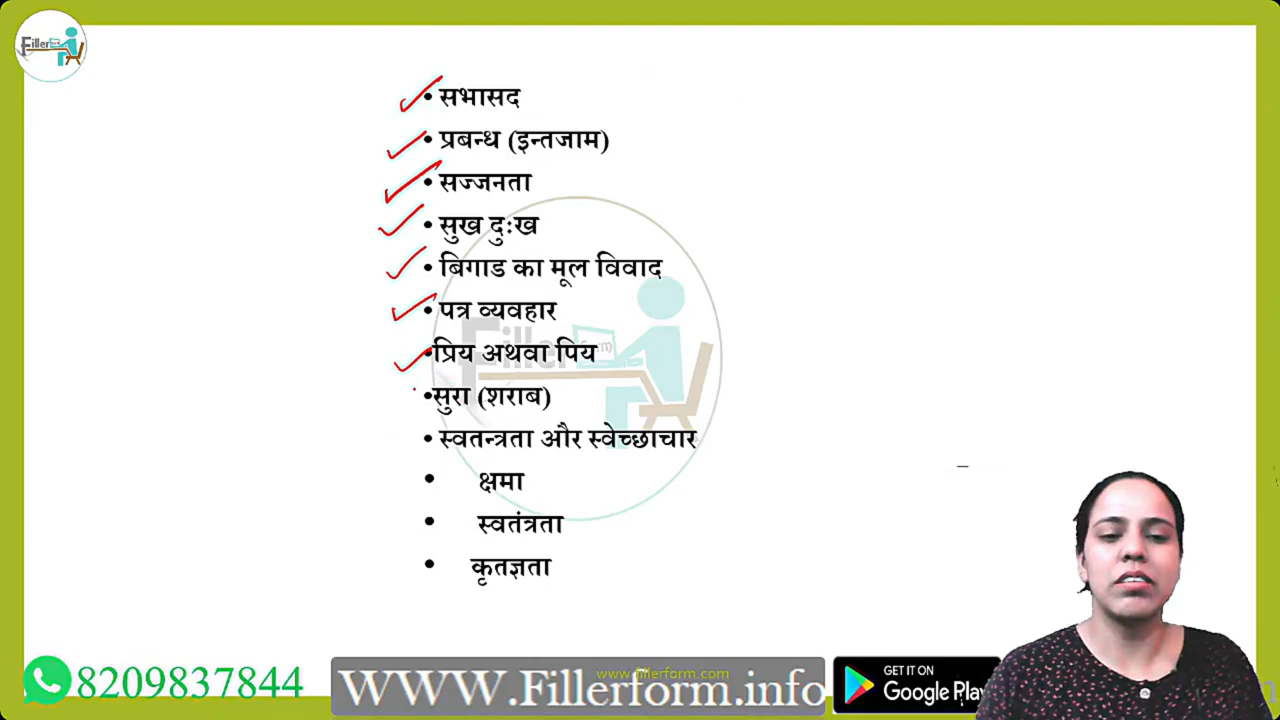 Fillerform
• सभासद
• प्रबन्ध (इन्तजाम)
• सज्जनता
• सुख दुःख
• बिगाड का मूल विवाद
• पत्र व्यवहार
•प्रिय अथवा पिय
•सुरा (शराब)
• स्वतन्त्रता और स्वेच्छाचार
• क्षमा
• स्वतंत्रता
• कृतज्ञता
8209837844
WWW.Fillerform.info
www.fillerform.com
GET IT ON
Google Play